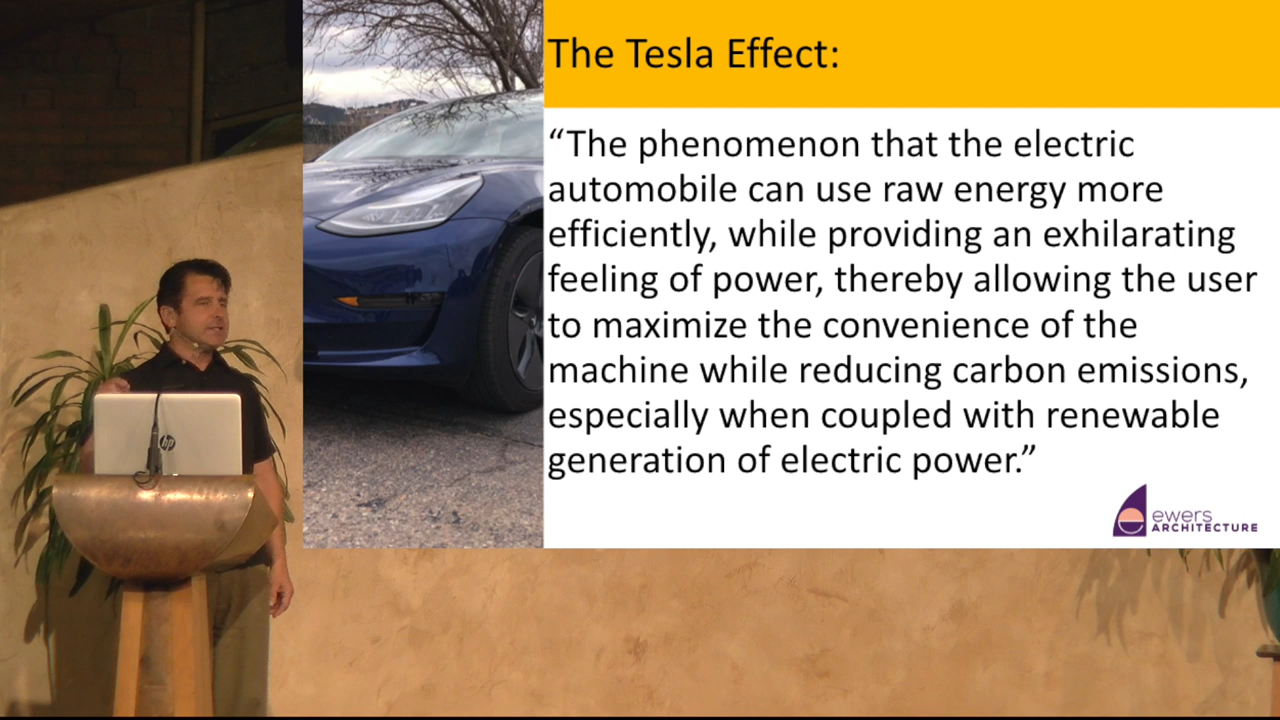 The Tesla Effect:
“The phenomenon that the electric
automobile can use raw energy more
efficiently, while providing an exhilarating
feeling of power, thereby allowing the user
to maximize the convenience of the
machine while reducing carbon emissions,
especially when coupled with renewable
generation of electric power.”
ewers
ARCHITECTURE
hp